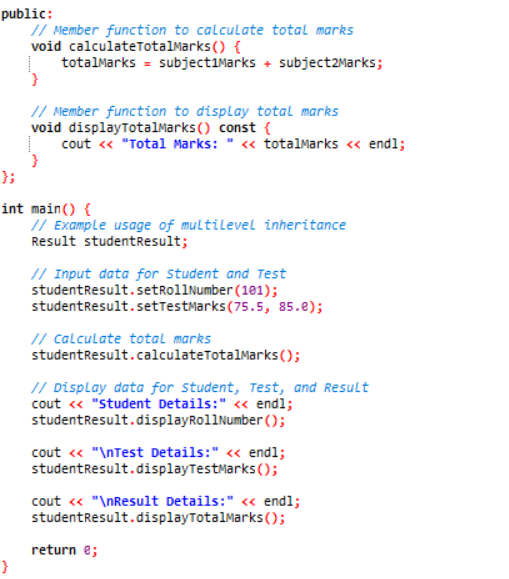 public:
    // Member function to calculate total marks
    void calculateTotalMarks() {
        totalMarks = subject1Marks + subject2Marks;
    }

    // Member function to display total marks
    void displayTotalMarks() const {
        cout << "Total Marks: " << totalMarks << endl;
    }
};

int main() {
    // Example usage of multilevel inheritance
    Result studentResult;

    // Input data for Student and Test
    studentResult.setRollNumber(101);
    studentResult.setTestMarks(75.5, 85.0);

    // Calculate total marks
    studentResult.calculateTotalMarks();

    // Display data for Student, Test, and Result
    cout << "Student Details:" << endl;
    studentResult.displayRollNumber();

    cout << "\nTest Details:" << endl;
    studentResult.displayTestMarks();

    cout << "\nResult Details:" << endl;
    studentResult.displayTotalMarks();

    return 0;
}